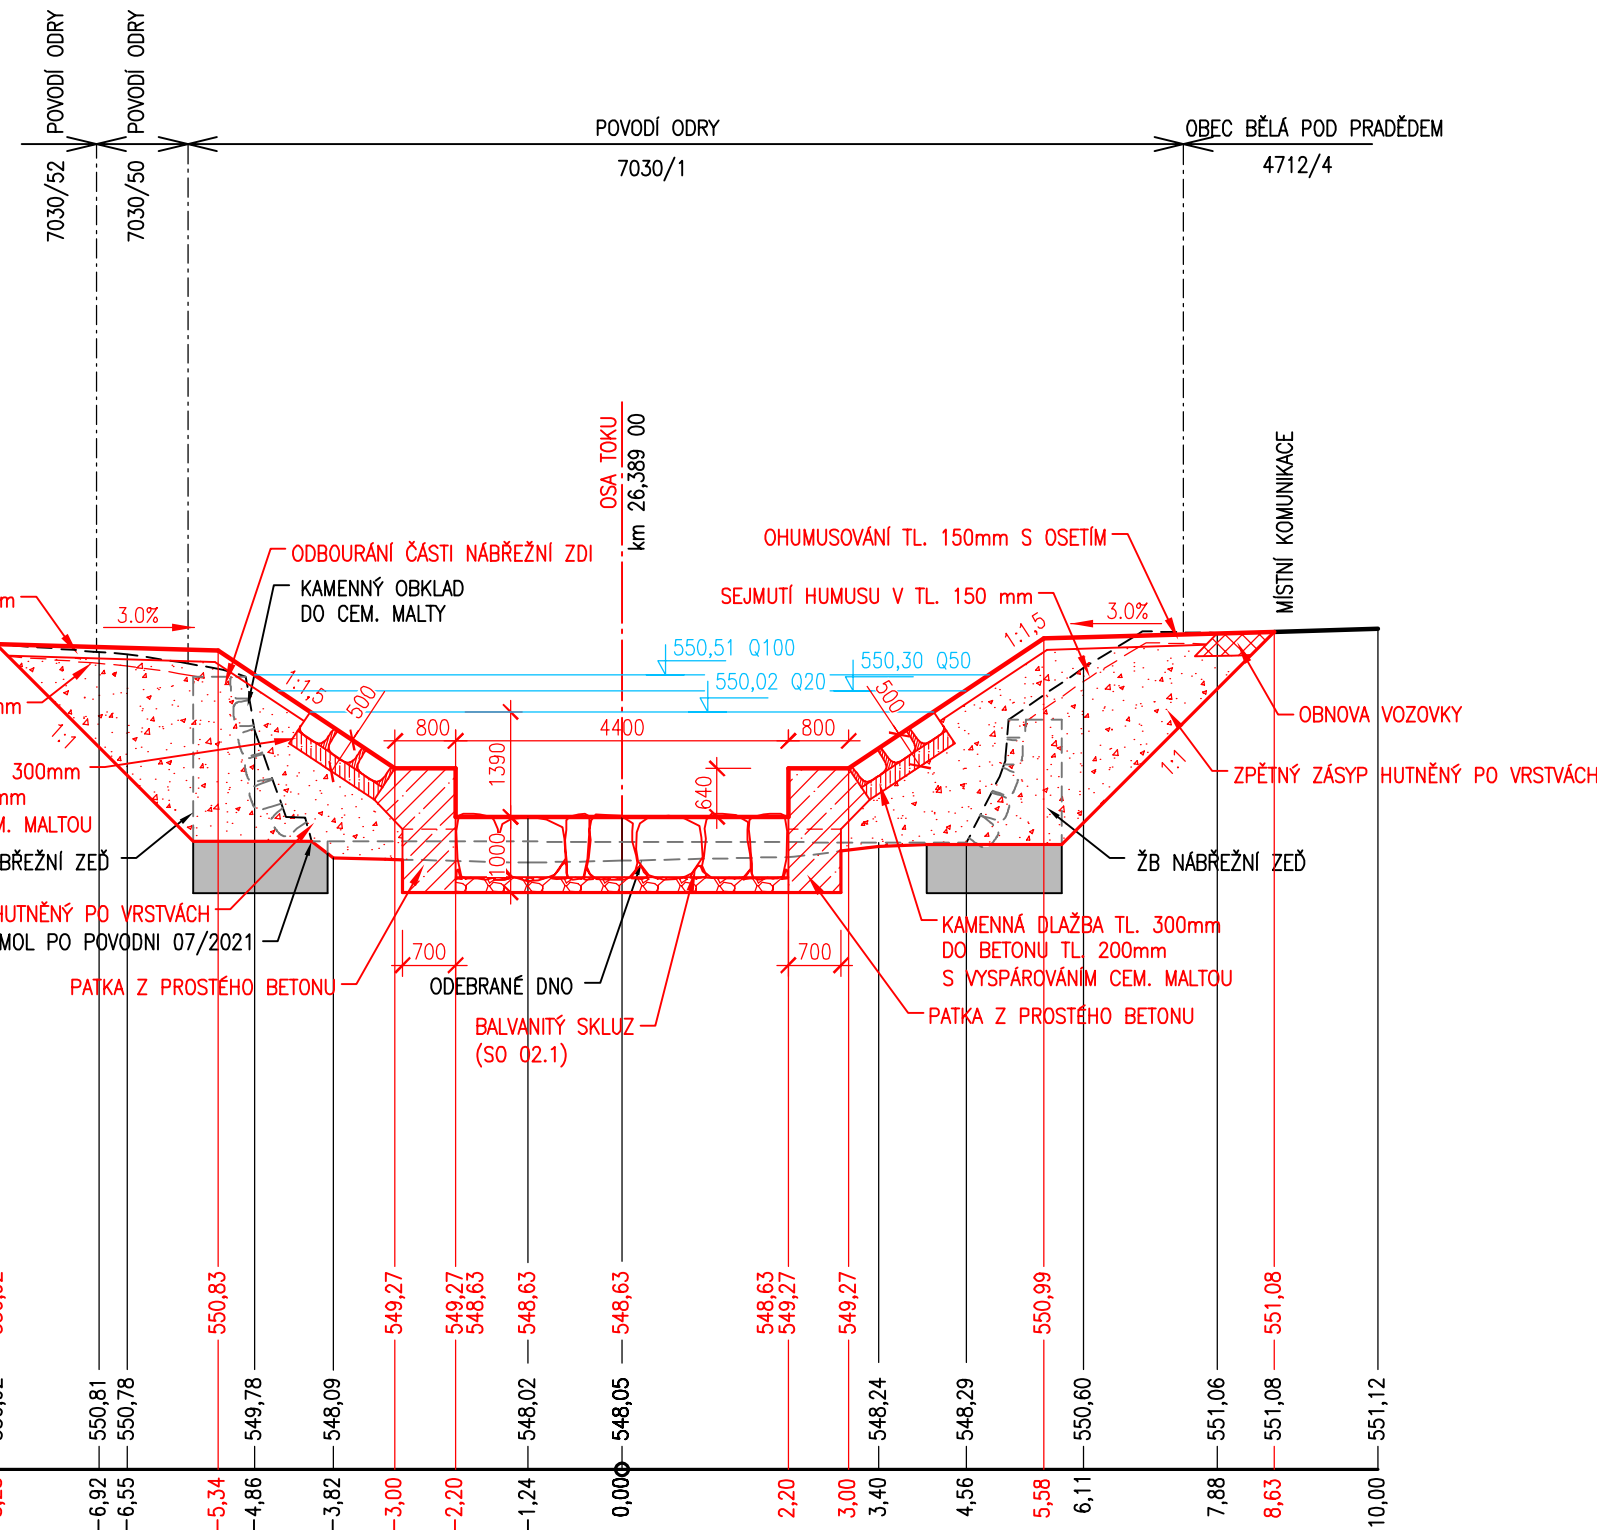 POVODÍ ODRY
7030/52
POVODÍ ODRY
7030/50
POVODÍ ODRY
7030/1
OBEC BĚLÁ POD PRADĚDEM
4712/4
OSA TOKU
km 26,389 00
MÍSTNÍ KOMUNIKACE
ODBOURÁNÍ ČÁSTI NÁBŘEŽNÍ ZDI
KAMENNÝ OBKLAD
DO CEM. MALTY
OHUMUSOVÁNÍ TL. 150mm S OSETÍM
SEJMUTÍ HUMUSU V TL. 150 mm
m
3.0%
3.0%
1:1,5
1:1,5
550,51 Q100
550,30 Q50
550,02 Q20
500
500
mm
1:1
1:1
800
4400
800
1390
640
1000
OBNOVA VOZOVKY
ZPĚTNÝ ZÁSYP HUTNĚNÝ PO VRSTVÁCH
300mm
mm
M. MALTOU
BŘEŽNÍ ZEĎ
ŽB NÁBŘEŽNÍ ZEĎ
HUTNĚNÝ PO VRSTVÁCH
MOL PO POVODNI 07/2021
700
700
PATKA Z PROSTÉHO BETONU
ODEBRANÉ DNO
BALVANITÝ SKLUZ
(SO 02.1)
KAMENNÁ DLAŽBA TL. 300mm
DO BETONU TL. 200mm
S VYSPÁROVÁNÍM CEM. MALTOU
PATKA Z PROSTÉHO BETONU
550,83
549,27
549,27
548,63
548,63
548,63
548,63
549,27
549,27
550,99
551,08
550,81
550,78
549,78
548,09
548,02
548,05
548,24
548,29
550,60
551,06
551,08
551,12
-6,92
-6,55
-5,34
-4,86
-3,82
-3,00
-2,20
-1,24
0,00
2,20
3,00
3,40
4,56
5,58
6,11
7,88
8,63
10,00